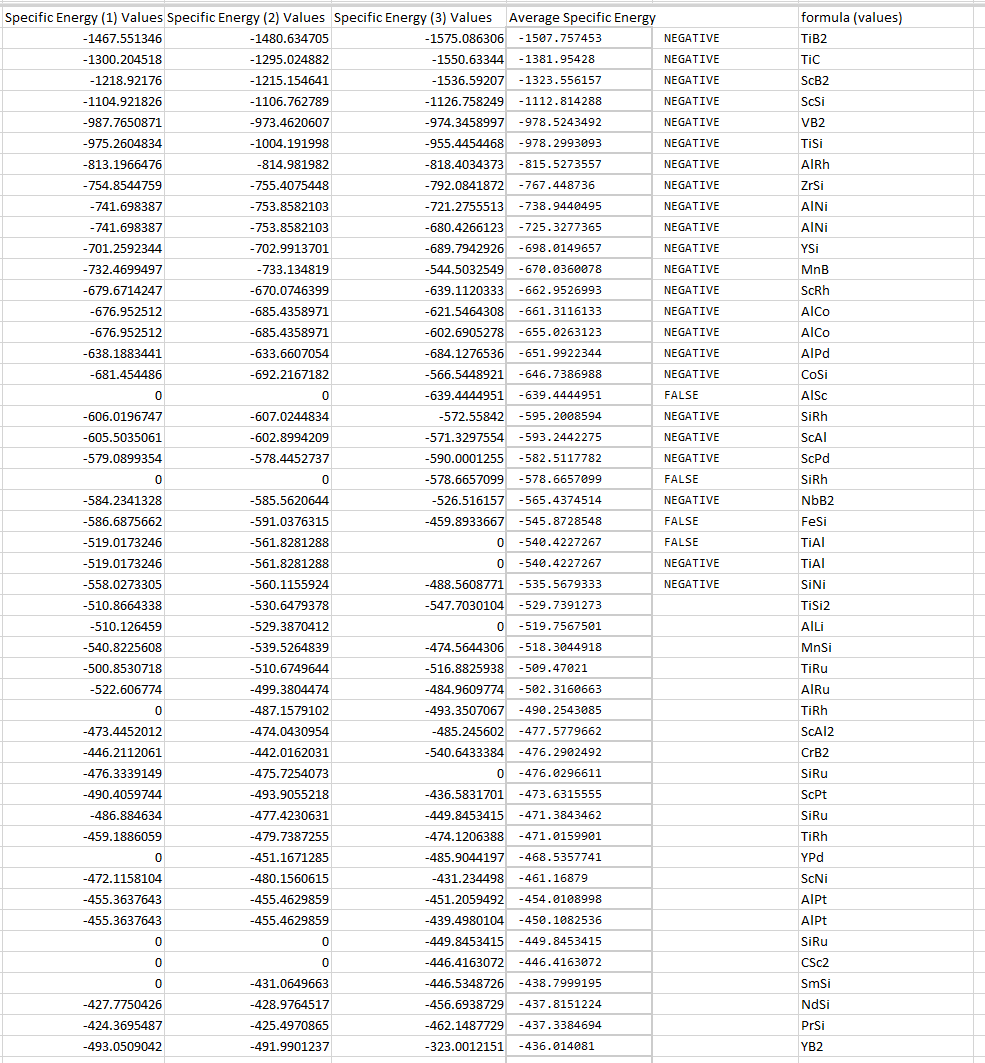 Specific Energy (1) Values Specific Energy (2) Values Specific Energy (3) Values Average Specific Energy formula (values)
-1467.551346 -1480.634705 -1575.086306 -1507.757453 NEGATIVE TiB2
-1300.204518 -1295.024882 -1550.63344 -1381.95428 NEGATIVE TiC
-1218.92176 -1215.154641 -1536.59207 -1323.556157 NEGATIVE ScB2
-1104.921826 -1106.762789 -1126.758249 -1112.814288 NEGATIVE ScSi
-987.7650871 -973.4620607 -974.3458997 -978.5243492 NEGATIVE VB2
-975.2604834 -1004.191998 -955.4454468 -978.2993093 NEGATIVE TiSi
-813.1966476 -814.981982 -818.4034373 -815.5273557 NEGATIVE AlRh
-754.8544759 -755.4075448 -792.0841872 -767.448736 NEGATIVE ZrSi
-741.698387 -753.8582103 -721.2755513 -738.9440495 NEGATIVE AlNi
-741.698387 -753.8582103 -680.4266123 -725.3277365 NEGATIVE AlNi
-701.2592344 -702.9913701 -689.7942926 -698.0149657 NEGATIVE YSi
-732.4699497 -733.134819 -544.5032549 -670.0360078 NEGATIVE MnB
-679.6714247 -670.0746399 -639.1120333 -662.9526993 NEGATIVE ScRh
-676.952512 -685.4358971 -621.5464308 -661.3116133 NEGATIVE AlCo
-676.952512 -685.4358971 -602.6905278 -655.0263123 NEGATIVE AlCo
-638.1883441 -633.6607054 -684.1276536 -651.9922344 NEGATIVE AlPd
-681.454486 -692.2167182 -566.5448921 -646.7386988 NEGATIVE CoSi
0 0 -639.4444951 -639.4444951 FALSE AlSc
-606.0196747 -607.0244834 -572.55842 -595.2008594 NEGATIVE SiRh
-605.5035061 -602.8994209 -571.3297554 -593.2442275 NEGATIVE ScAl
-579.0899354 -578.4452737 -590.0001255 -582.5117782 NEGATIVE ScPd
0 0 -578.6657099 -578.6657099 FALSE SiRh
-584.2341328 -585.5620644 -526.516157 -565.4374514 NEGATIVE NbB2
-586.6875662 -591.0376315 -459.8933667 -545.8728548 FALSE FeSi
-519.0173246 -561.8281288 0 -540.4227267 FALSE TiAl
-519.0173246 -561.8281288 0 -540.4227267 NEGATIVE TiAl
-558.0273305 -560.1155924 -488.5608771 -535.5679333 NEGATIVE SiNi
-510.8664338 -530.6479378 -547.7030104 -529.7391273 TiSi2
-510.126459 -529.3870412 0 -519.7567501 AlLi
-540.8225608 -539.5264839 -474.5644306 -518.3044918 MnSi
-500.8530718 -510.6749644 -516.8825938 -509.47021 TiRu
-522.606774 -499.3804474 -484.9609774 -502.3160663 AlRu
0 -487.1579102 -493.3507067 -490.2543085 TiRh
-473.4452012 -474.0430954 -485.245602 -477.5779662 ScAl2
-446.2112061 -442.0162031 -540.6433384 -476.2902492 CrB2
-476.3339149 -475.7254073 0 -476.0296611 SiRu
-490.4059744 -493.9055218 -436.5831701 -473.6315555 ScPt
-486.884634 -477.4230631 -449.8453415 -471.3843462 SiRu
-459.1886059 -479.7387255 -474.1206388 -471.0159901 TiRh
0 -451.1671285 -485.9044197 -468.5357741 YPd
-472.1158104 -480.1560615 -431.234498 -461.16879 ScNi
-455.3637643 -455.4629859 -451.2059492 -454.0108998 AlPt
-455.3637643 -455.4629859 -439.4980104 -450.1082536 AlPt
0 0 -449.8453415 -449.8453415 SiRu
0 0 -446.4163072 -446.4163072 CSc2
0 -431.0649663 -446.5348726 -438.7999195 SmSi
-427.7750426 -428.9764517 -456.6938729 -437.8151224 NdSi
-424.3695487 -425.4970865 -462.1487729 -437.3384694 PrSi
-493.0509042 -491.9901237 -323.0012151 -436.014081 YB2